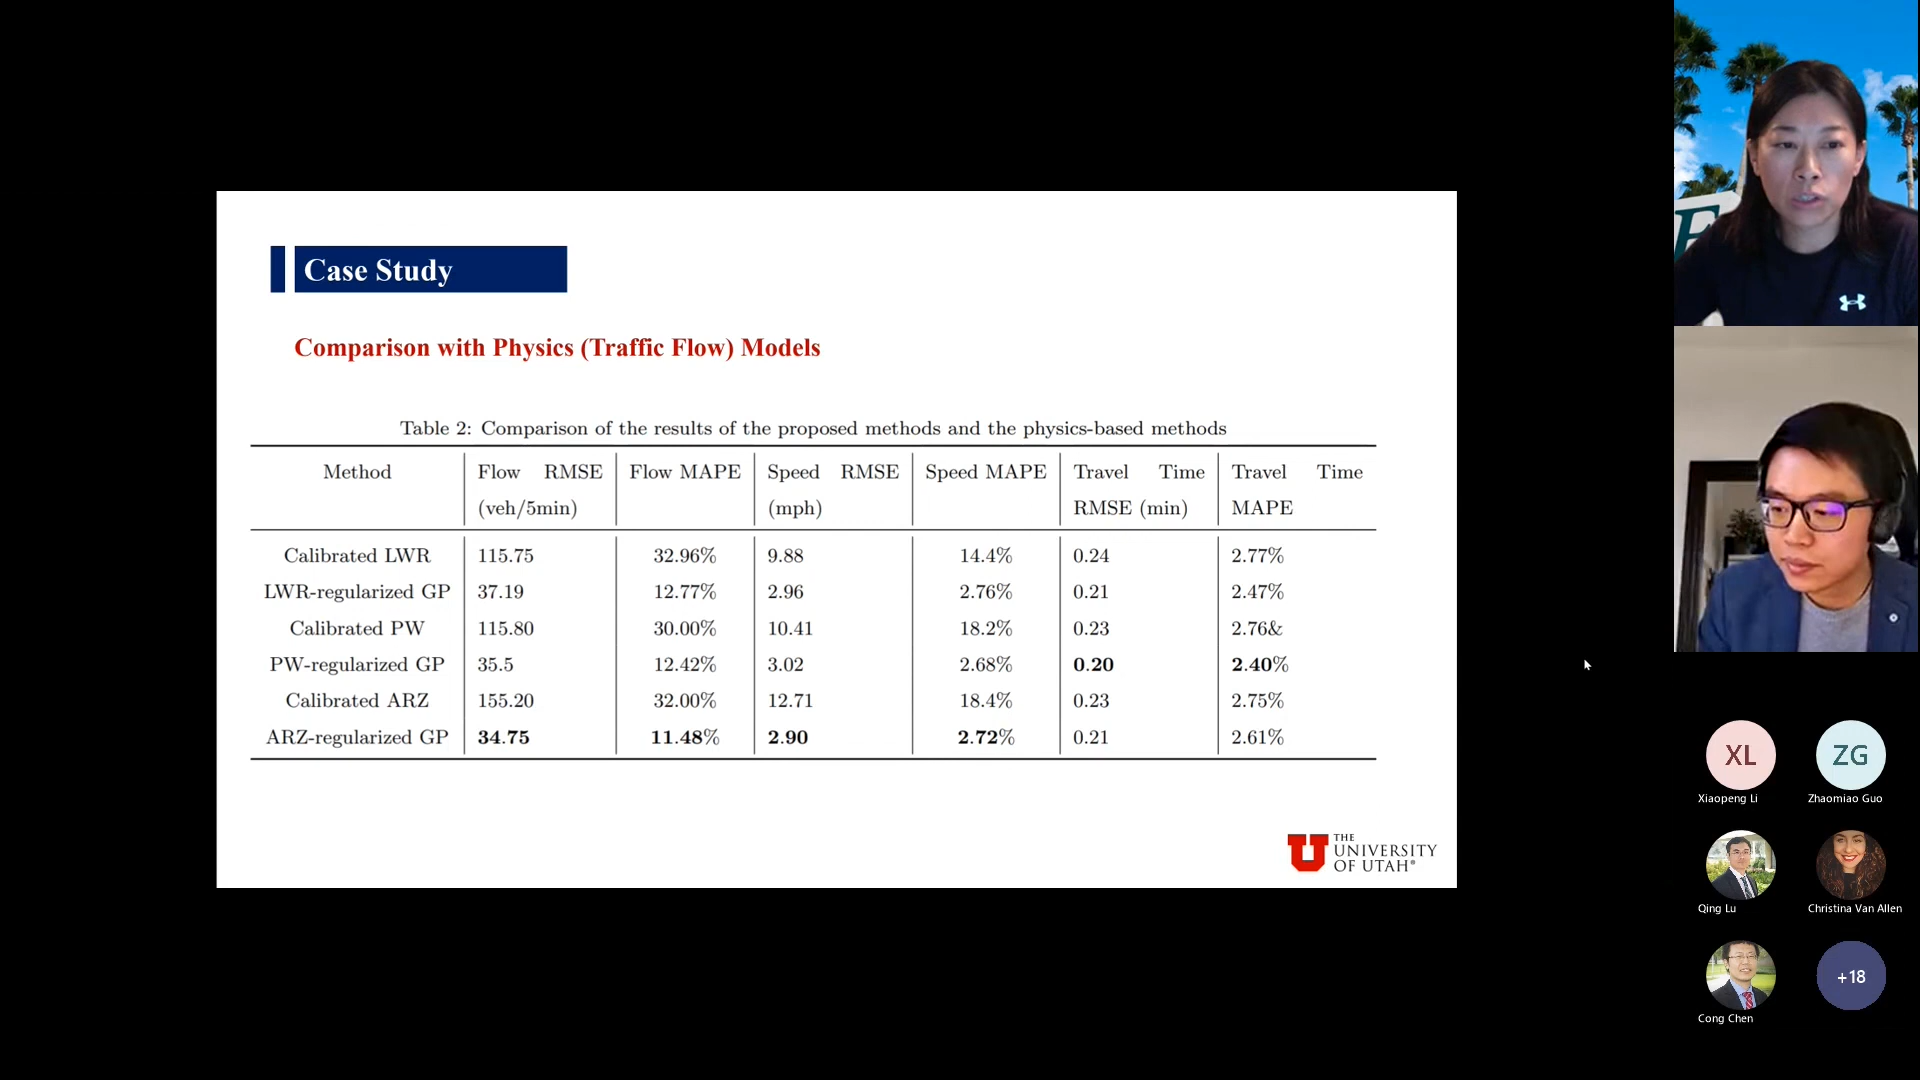 Case Study
Comparison with Physics (Traffic Flow) Models
Table 2: Comparison of the results of the proposed methods and the physics-based methods
Method Flow RMSE (veh/5min) Flow MAPE Speed RMSE (mph) Speed MAPE Travel Time RMSE (min) Travel Time MAPE
Calibrated LWR 115.75 32.96% 9.88 14.4% 0.24 2.77%
LWR-regularized GP 37.19 12.77% 2.96 2.76% 0.21 2.47%
Calibrated PW 115.80 30.00% 10.41 18.2% 0.23 2.76&
PW-regularized GP 35.5 12.42% 3.02 2.68% 0.20 2.40%
Calibrated ARZ 155.20 32.00% 12.71 18.4% 0.23 2.75%
ARZ-regularized GP 34.75 11.48% 2.90 2.72% 0.21 2.61%
U
THE
UNIVERSITY
OF UTAH®
XL ZG
Xiaopeng Li Zhaomiao Guo
Qing Lu Christina Van Allen
Cong Chen
+18